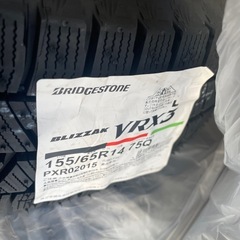 BRIDGESTONE
BLIZZAK VRX3
155/65R14 75Q
PXR02015